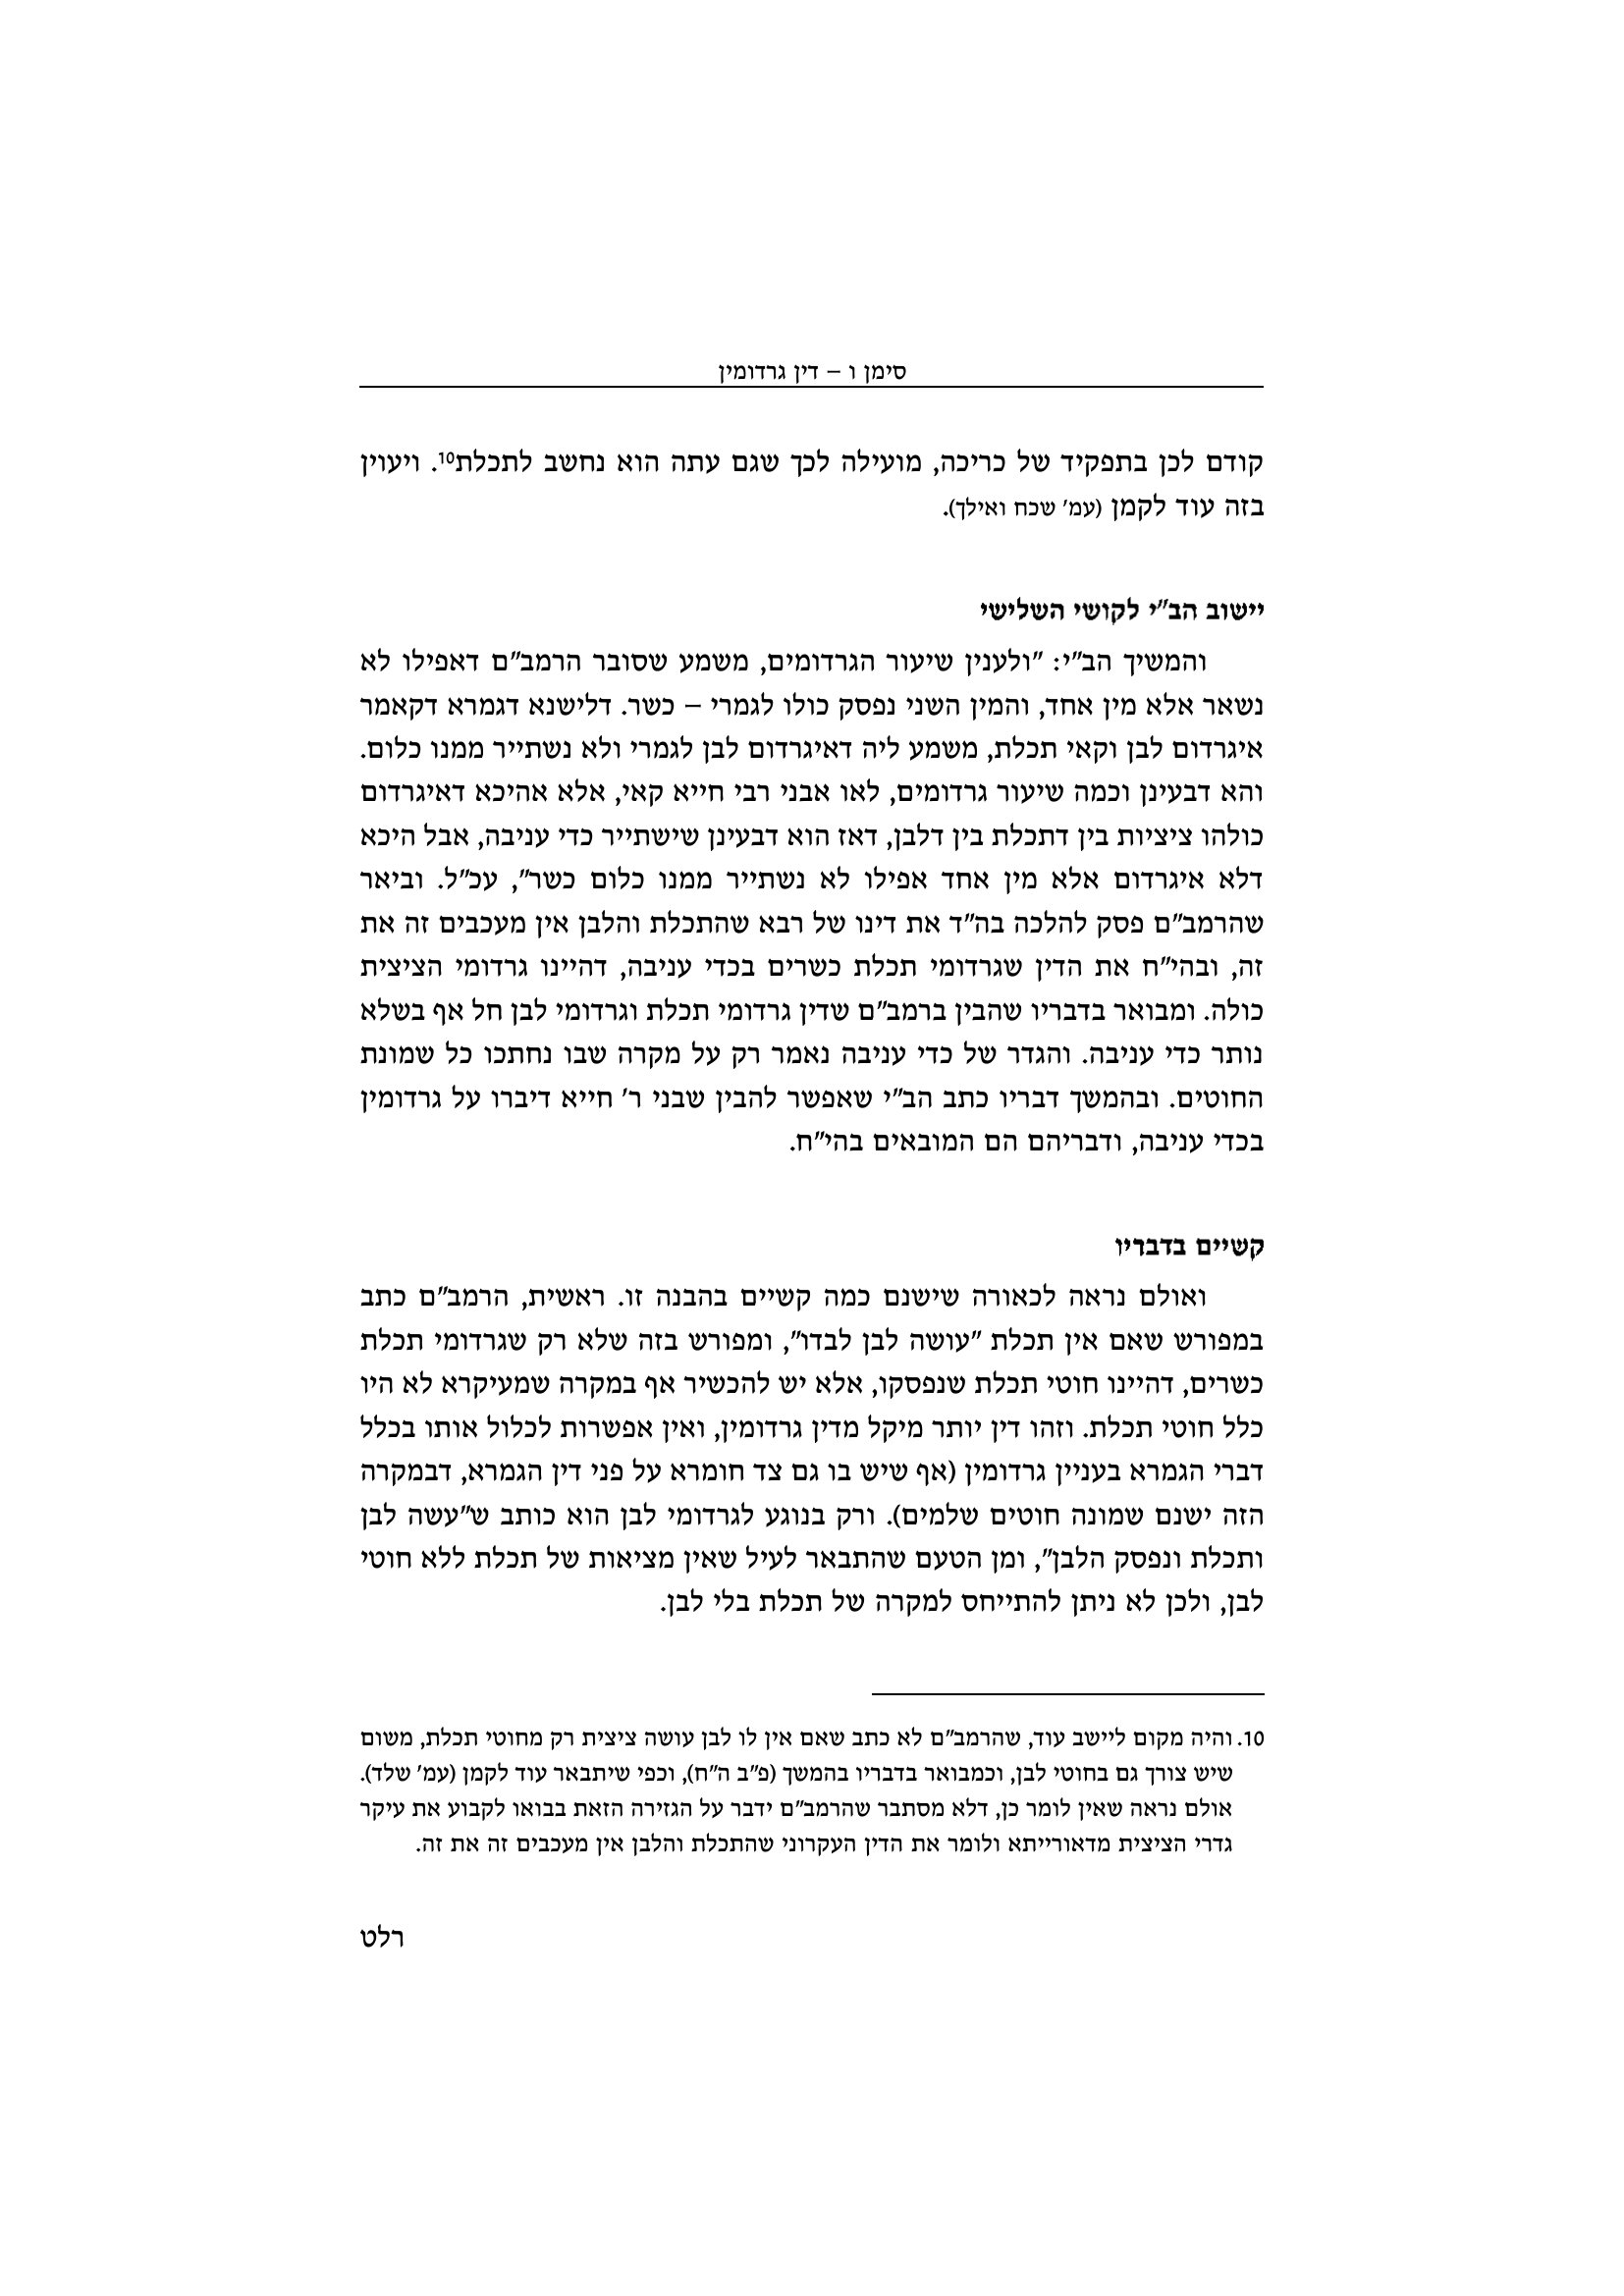 סימן ו – דין גרדומין
קודם לכן בתפקיד של כריכה, מועילה לכך שגם עתה הוא נחשב לתכלת10. ויעוין
בזה עוד לקמן (עמ' שכח ואילך).
יישוב הב"י לקושי השלישי
והמשיך הב"י: "ולענין שיעור הגרדומים, משמע שסובר הרמב"ם דאפילו לא
נשאר אלא מין אחד, והמין השני נפסק כולו לגמרי – כשר. דלישנא דגמרא דקאמר
איגרדום לבן וקאי תכלת, משמע ליה דאיגרדום לבן לגמרי ולא נשתייר ממנו כלום.
והא דבעינן וכמה שיעור גרדומים, לאו אבני רבי חייא קאי, אלא אהיכא דאיגרדום
כולהו ציציות בין דתכלת בין דלבן, דאז הוא דבעינן שישתייר כדי עניבה, אבל היכא
דלא איגרדום אלא מין אחד אפילו לא נשתייר ממנו כלום כשר", עכ"ל. וביאר
שהרמב"ם פסק להלכה בה"ד את דינו של רבא שהתכלת והלבן אין מעכבים זה את
זה, ובהי"ח את הדין שגרדומי תכלת כשרים בכדי עניבה, דהיינו גרדומי הציצית
כולה. ומבואר בדבריו שהבין ברמב"ם שדין גרדומי תכלת וגרדומי לבן חל אף בשלא
נותר כדי עניבה. והגדר של כדי עניבה נאמר רק על מקרה שבו נחתכו כל שמונת
החוטים. ובהמשך דבריו כתב הב"י שאפשר להבין שבני ר' חייא דיברו על גרדומין
בכדי עניבה, ודבריהם הם המובאים בהי"ח.
קשיים בדבריו
ואולם נראה לכאורה שישנם כמה קשיים בהבנה זו. ראשית, הרמב"ם כתב
במפורש שאם אין תכלת "עושה לבן לבדו", ומפורש בזה שלא רק שגרדומי תכלת
כשרים, דהיינו חוטי תכלת שנפסקו, אלא יש להכשיר אף במקרה שמעיקרא לא היו
כלל חוטי תכלת. וזהו דין יותר מיקל מדין גרדומין, ואין אפשרות לכלול אותו בכלל
דברי הגמרא בעניין גרדומין (אף שיש בו גם צד חומרא על פני דין הגמרא, דבמקרה
הזה ישנם שמונה חוטים שלמים). ורק בנוגע לגרדומי לבן הוא כותב ש"עשה לבן
ותכלת ונפסק הלבן", ומן הטעם שהתבאר לעיל שאין מציאות של תכלת ללא חוטי
לבן, ולכן לא ניתן להתייחס למקרה של תכלת בלי לבן.
10. והיה מקום ליישב עוד, שהרמב"ם לא כתב שאם אין לו לבן עושה ציצית רק מחוטי תכלת, משום
שיש צורך גם בחוטי לבן, וכמבואר בדבריו בהמשך (פ"ב ה"ח), וכפי שיתבאר עוד לקמן (עמ' שלד).
אולם נראה שאין לומר כן, דלא מסתבר שהרמב"ם ידבר על הגזירה הזאת בבואו לקבוע את עיקר
גדרי הציצית מדאורייתא ולומר את הדין העקרוני שהתכלת והלבן אין מעכבים זה את זה.
רלט